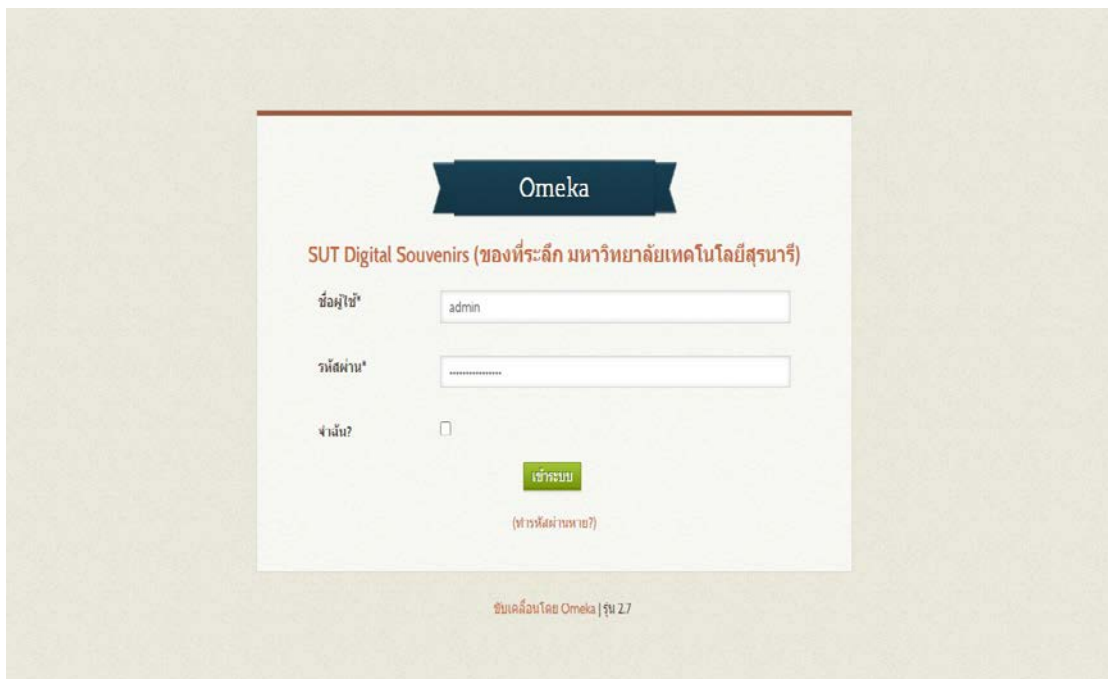 Omeka
SUT Digital Souvenirs (ของที่ระลึก มหาวิทยาลัยเทคโนโลยีสุรนารี)
ชื่อผู้ใช้*
admin
รหัสผ่าน*
จำฉัน?
เข้าระบบ
(ทำรหัสผ่านหาย?)
ขับเคลื่อนโดย Omeka | รุ่น 2.7